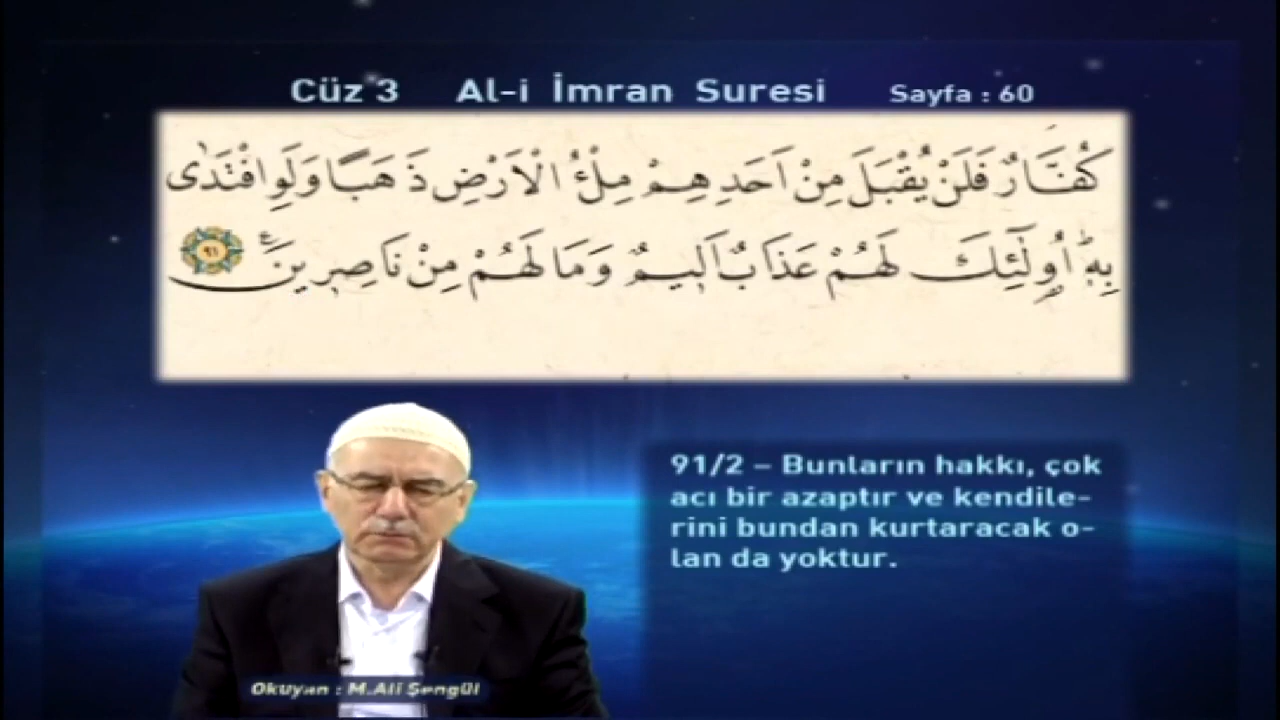 Cüz 3 Al-i İmran Suresi Sayfa : 60
كُفَّارٌ فَلَنْ يُقْبَلَ مِنْ اَحَدِهِمْ مِلْءُ الْاَرْضِ ذَهَبًا وَلَوِ افْتَدٰى
بِه۪ۜ اُو۬لٰٓئِكَ لَهُمْ عَذَابٌ اَل۪يمٌ وَمَا لَهُمْ مِنْ نَاصِر۪ينَ۟ ٩١
91/2 – Bunların hakkı, çok
acı bir azaptır ve kendile-
rini bundan kurtaracak o-
lan da yoktur.
Okuyan : M.Ali Şengül